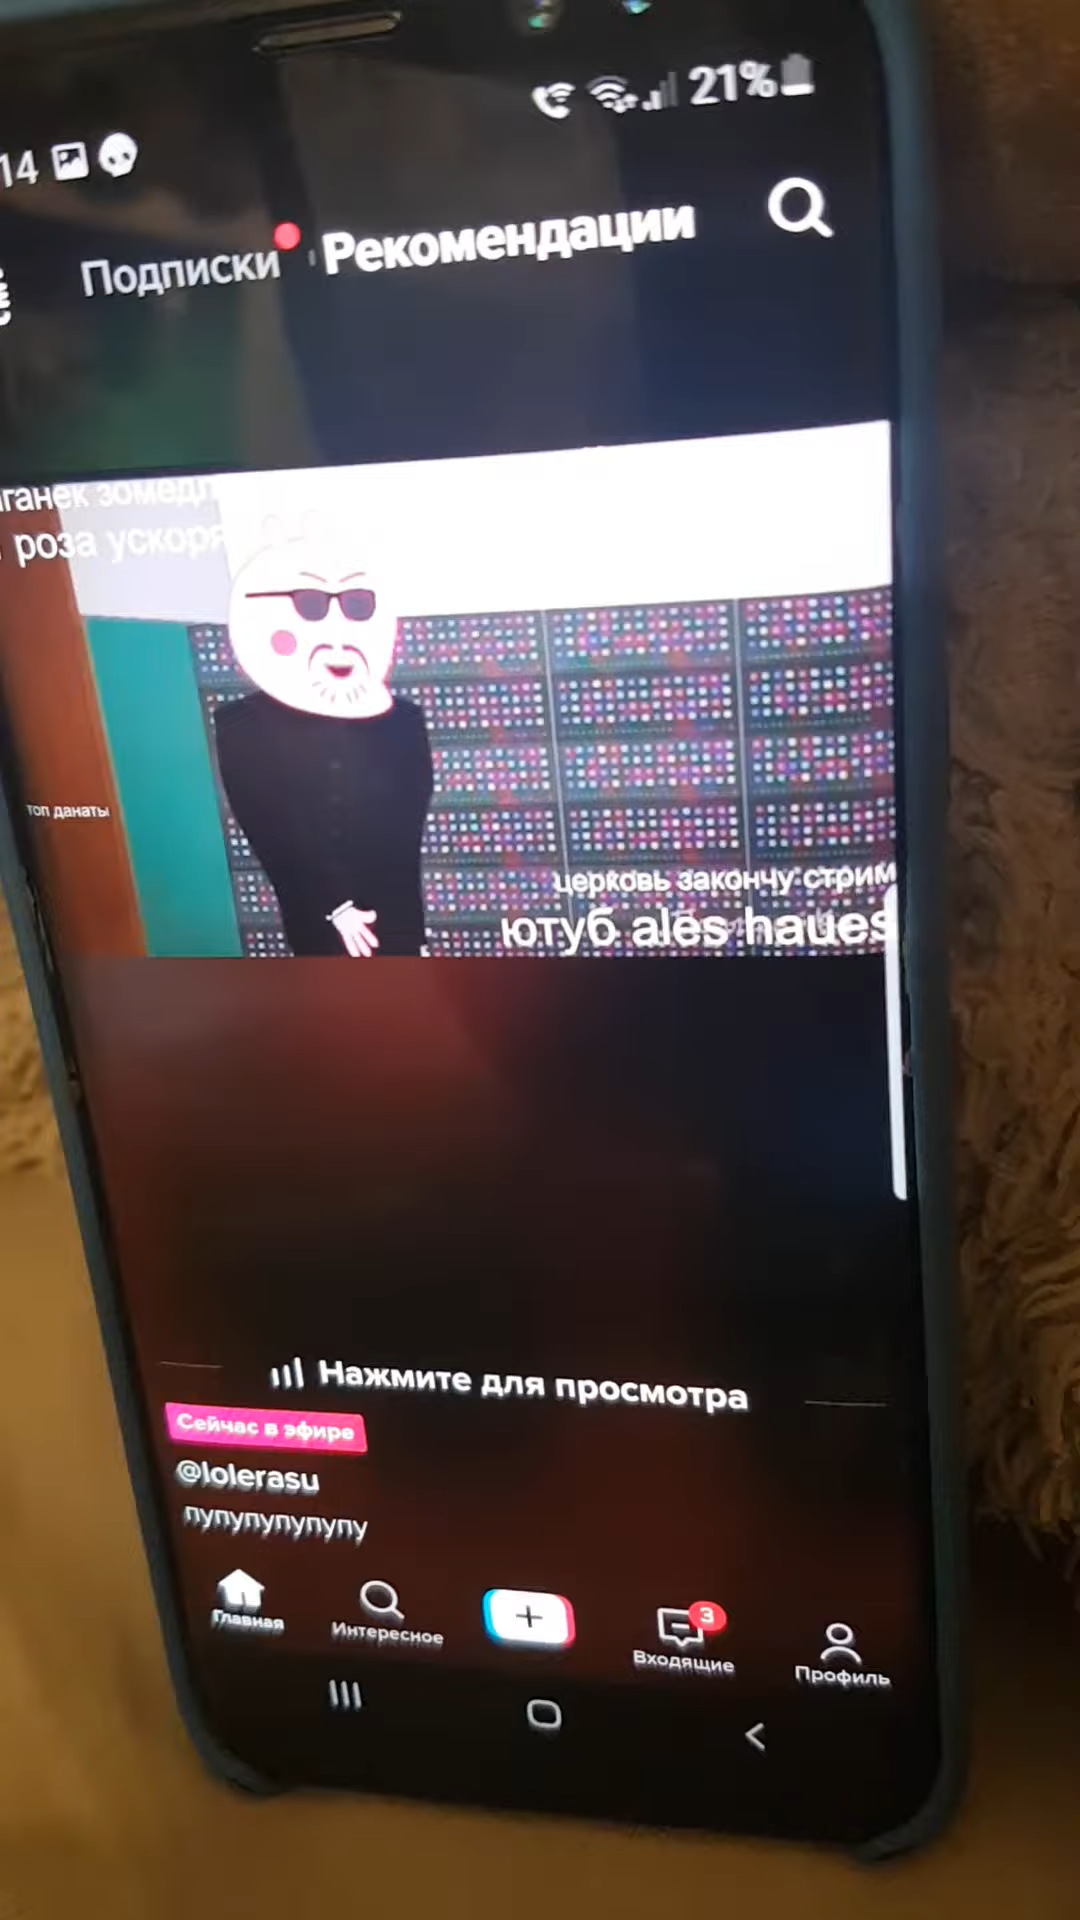 14
21%
Подписки
Рекомендации
роза
топ данаты
церковь закончу стрим
ютуб ales haues
Нажмите для просмотра
Сейчас в эфире
@lolerasu
пупупупупупу
Главная
Интересное
3
Входящие
Профиль